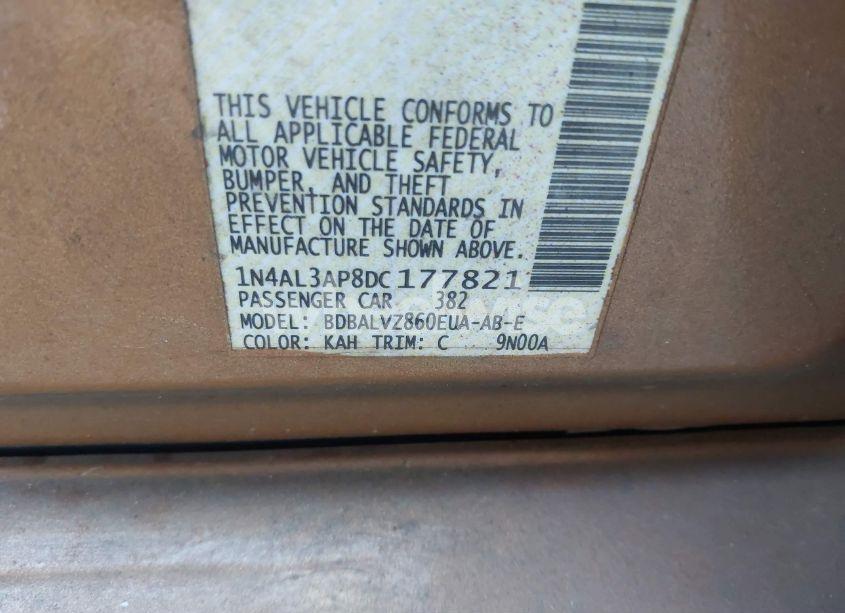 THIS VEHICLE CONFORMS TO
ALL APPLICABLE FEDERAL
MOTOR VEHICLE SAFETY,
BUMPER, AND THEFT
PREVENTION STANDARDS IN
EFFECT ON THE DATE OF
MANUFACTURE SHOWN ABOVE.
1N4AL3AP8DC177821
PASSENGER CAR 382
MODEL: BDBALVZ860EUA-AB-E
COLOR: KAH TRIM: C 9N00A